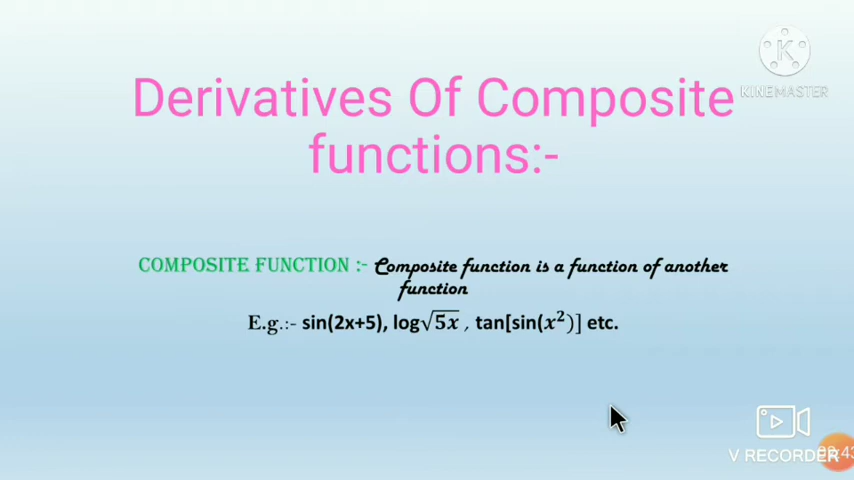 KINEMASTER
Derivatives Of Composite
functions:-
COMPOSITE FUNCTION :- Composite function is a function of another
function
E.g.:- sin(2x+5), log√5x , tan[sin(x²)] etc.
V RECORDER